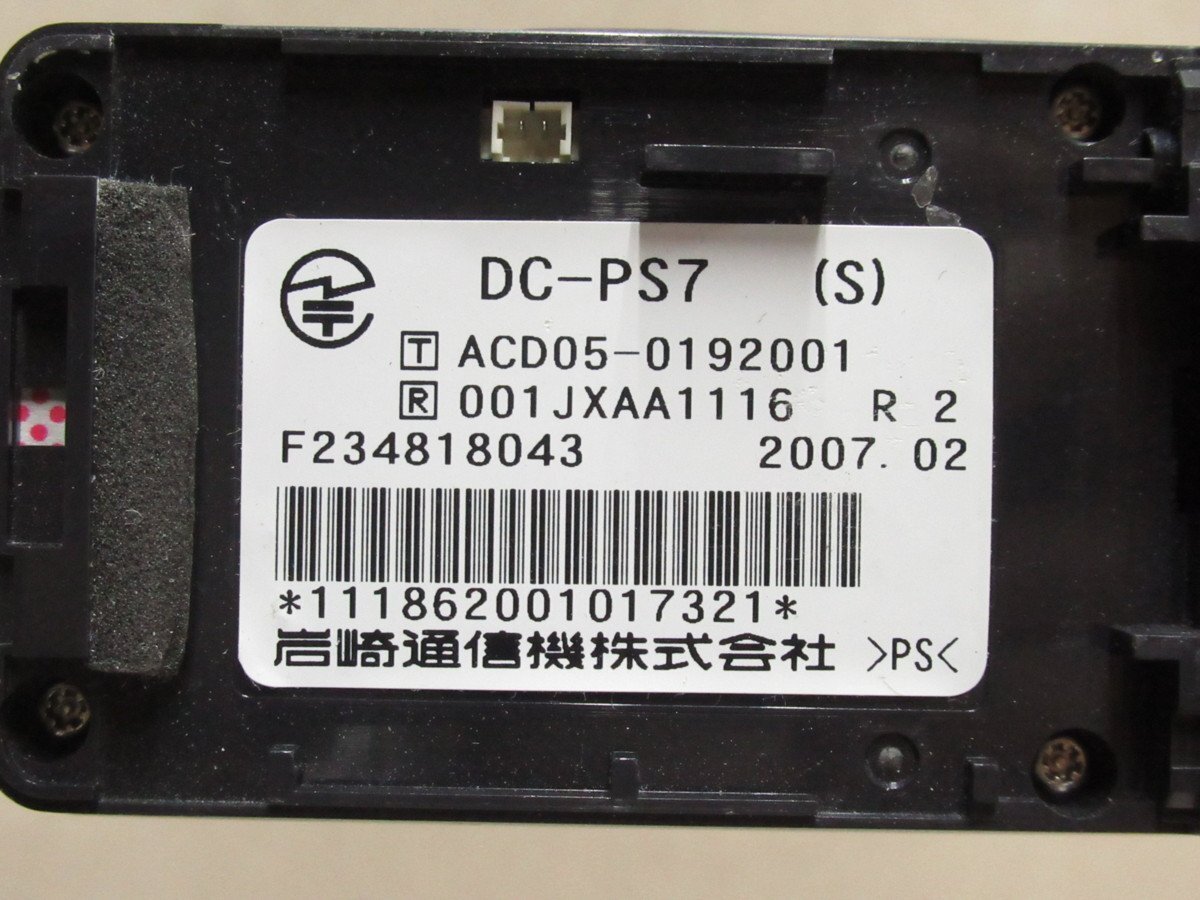 DC-PS7 (S)
T ACD05-0192001
R 001JXAA1116 R 2
F234818043 2007.02
*111862001017321*
岩崎通信機株式会社 >PS<